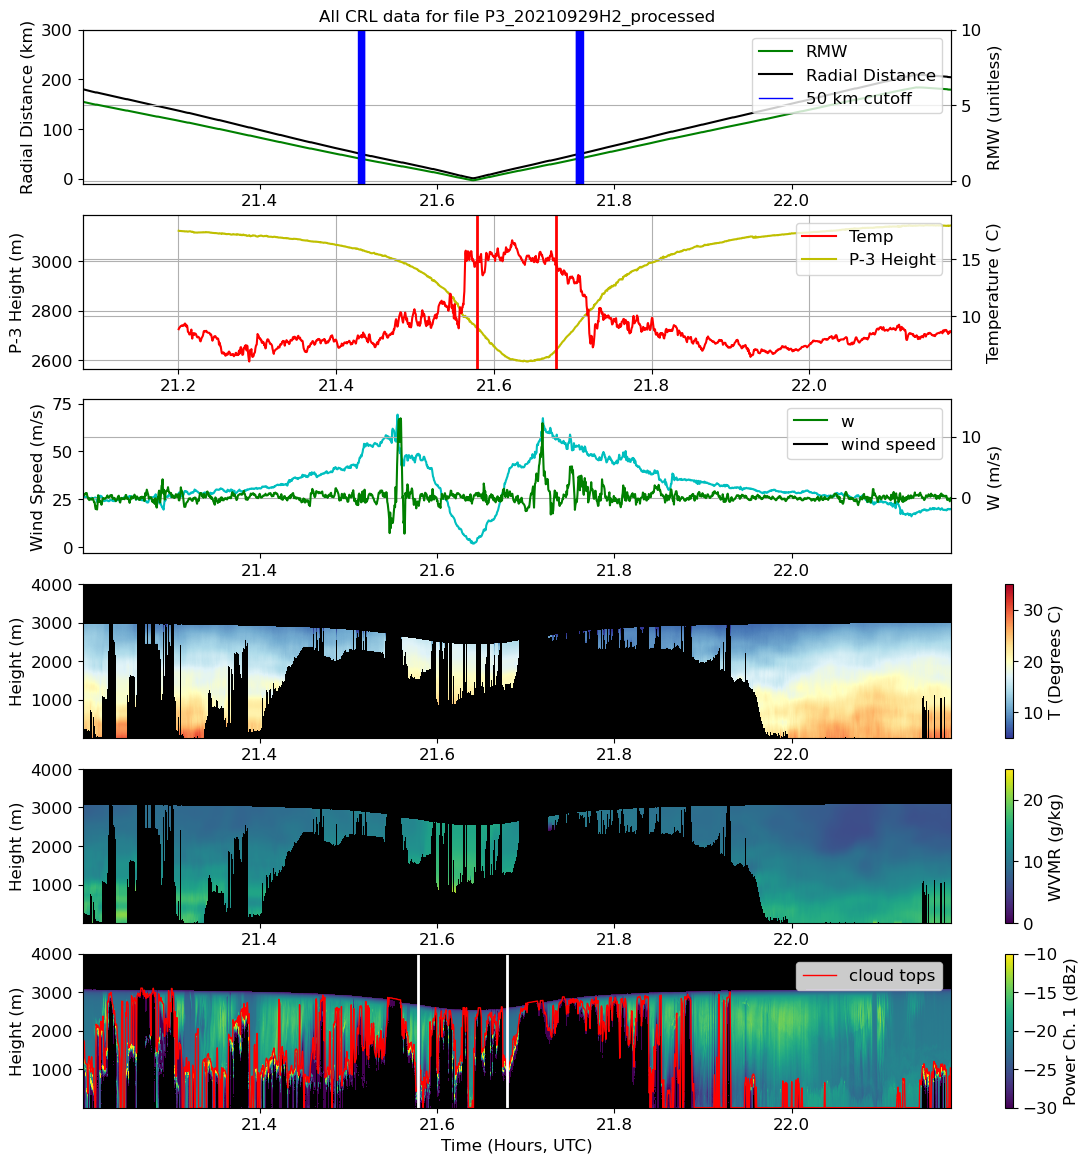 All CRL data for file P3_20210929H2_processed
Radial Distance (km)
300
200
100
0
RMW
Radial Distance
50 km cutoff
10
5
0
RMW (unitless)
21.4 21.6 21.8 22.0
P-3 Height (m)
3000
2800
2600
Temp
P-3 Height
15
10
Temperature ( C)
21.2 21.4 21.6 21.8 22.0
Wind Speed (m/s)
75
50
25
0
w
wind speed
10
0
W (m/s)
21.4 21.6 21.8 22.0
Height (m)
4000
3000
2000
1000
30
20
10
T (Degrees C)
21.4 21.6 21.8 22.0
Height (m)
4000
3000
2000
1000
20
10
0
WVMR (g/kg)
21.4 21.6 21.8 22.0
Height (m)
4000
3000
2000
1000
cloud tops
−10
−15
−20
−25
−30
Power Ch. 1 (dBz)
21.4 21.6 21.8 22.0
Time (Hours, UTC)